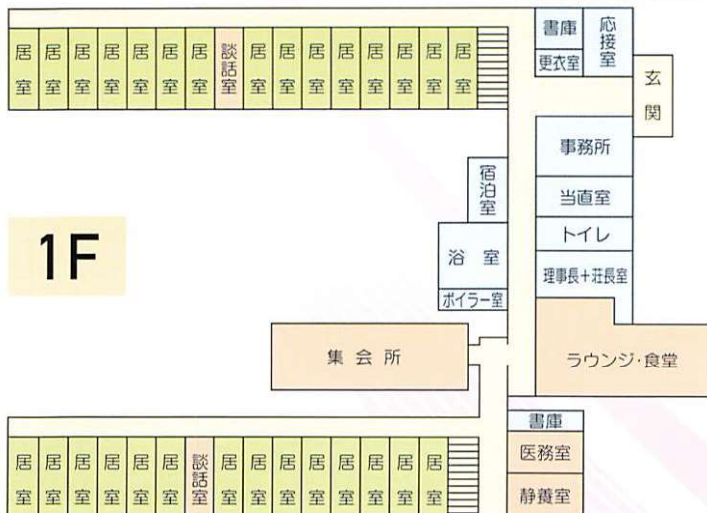 書庫
応接室
更衣室
玄関
居室 居室 居室 居室 居室 居室 居室 談話室 居室 居室 居室 居室 居室 居室 居室 居室
事務所
宿泊室
当直室
トイレ
1F
浴室
理事長+荘長室
ボイラー室
集会所
ラウンジ・食堂
書庫
居室 居室 居室 居室 居室 居室 談話室 居室 居室 居室 居室 居室 居室 居室 居室
医務室
静養室